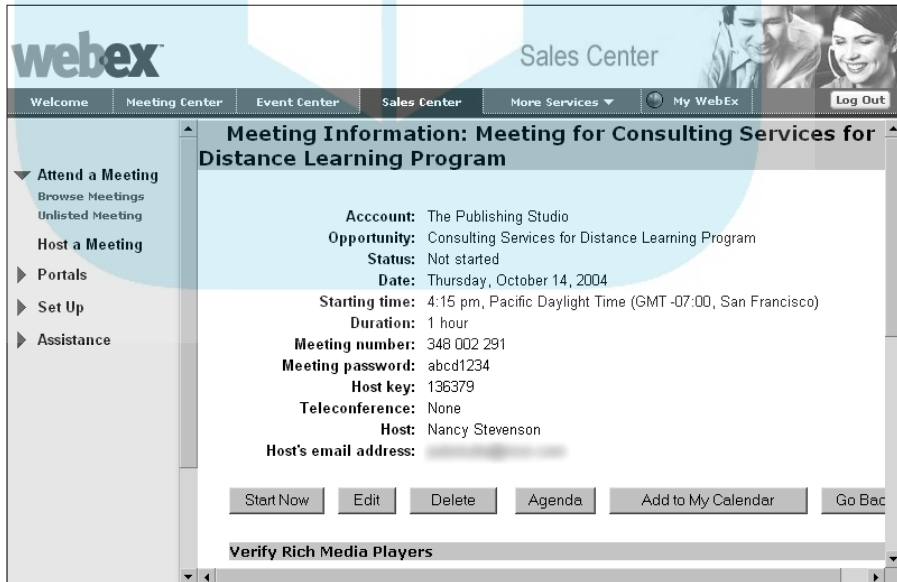 webex
Sales Center
Welcome Meeting Center Event Center Sales Center More Services My WebEx Log Out
Attend a Meeting
Browse Meetings
Unlisted Meeting
Host a Meeting
Portals
Set Up
Assistance
Meeting Information: Meeting for Consulting Services for
Distance Learning Program
Acccount: The Publishing Studio
Opportunity: Consulting Services for Distance Learning Program
Status: Not started
Date: Thursday, October 14, 2004
Starting time: 4:15 pm, Pacific Daylight Time (GMT -07:00, San Francisco)
Duration: 1 hour
Meeting number: 348 002 291
Meeting password: abcd1234
Host key: 136379
Teleconference: None
Host: Nancy Stevenson
Host's email address:
Start Now Edit Delete Agenda Add to My Calendar Go Bac
Verify Rich Media Players